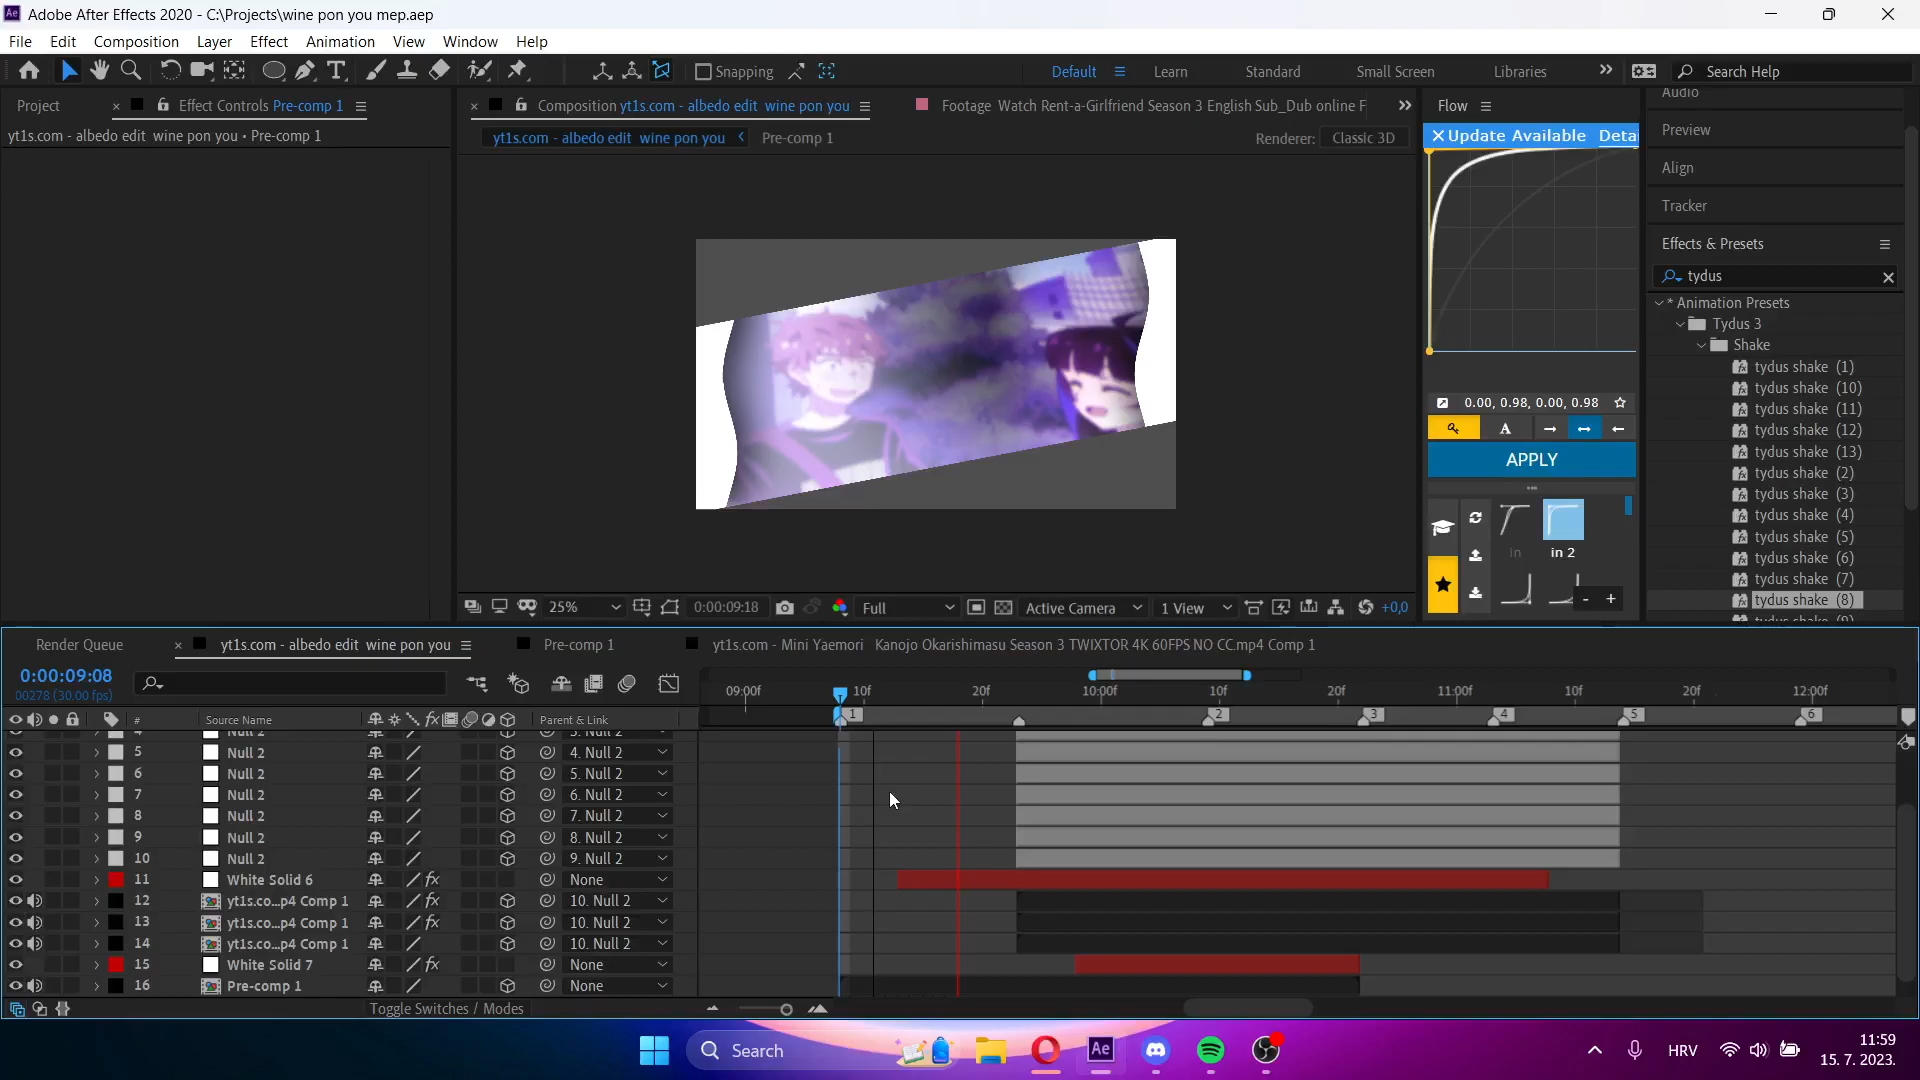 Adobe After Effects 2020 - C:\Projects\wine pon you mep.aep
File Edit Composition Layer Effect Animation View Window Help
Snapping Default Learn Standard Small Screen Libraries Search Help
Project Effect Controls Pre-comp 1
yt1s.com - albedo edit wine pon you • Pre-comp 1
Composition yt1s.com - albedo edit wine pon you
Footage Watch Rent-a-Girlfriend Season 3 English Sub_Dub online F
yt1s.com - albedo edit wine pon you Pre-comp 1
Renderer: Classic 3D
25% 0:00:09:18 Full Active Camera 1 View +0,0
Flow
Update Available Detai
0.00, 0.98, 0.00, 0.98
A
APPLY
in in 2
- +
Audio
Preview
Align
Tracker
Effects & Presets
tydus
* Animation Presets
Tydus 3
Shake
tydus shake (1)
tydus shake (10)
tydus shake (11)
tydus shake (12)
tydus shake (13)
tydus shake (2)
tydus shake (3)
tydus shake (4)
tydus shake (5)
tydus shake (6)
tydus shake (7)
tydus shake (8)
Render Queue
yt1s.com - albedo edit wine pon you
Pre-comp 1
yt1s.com - Mini Yaemori Kanojo Okarishimasu Season 3 TWIXTOR 4K 60FPS NO CC.mp4 Comp 1
0:00:09:08
00278 (30.00 fps)
09:00f 10f 20f 10:00f 10f 20f 11:00f 10f 20f 12:00f
1 2 3 4 5 6
# Source Name Parent & Link
4 Null 2 3. Null 2
5 Null 2 4. Null 2
6 Null 2 5. Null 2
7 Null 2 6. Null 2
8 Null 2 7. Null 2
9 Null 2 8. Null 2
10 Null 2 9. Null 2
11 White Solid 6 fx None
12 yt1s.co...p4 Comp 1 fx 10. Null 2
13 yt1s.co...p4 Comp 1 fx 10. Null 2
14 yt1s.co...p4 Comp 1 10. Null 2
15 White Solid 7 fx None
16 Pre-comp 1 None
Toggle Switches / Modes
Search
Ae
HRV
11:59
15. 7. 2023.